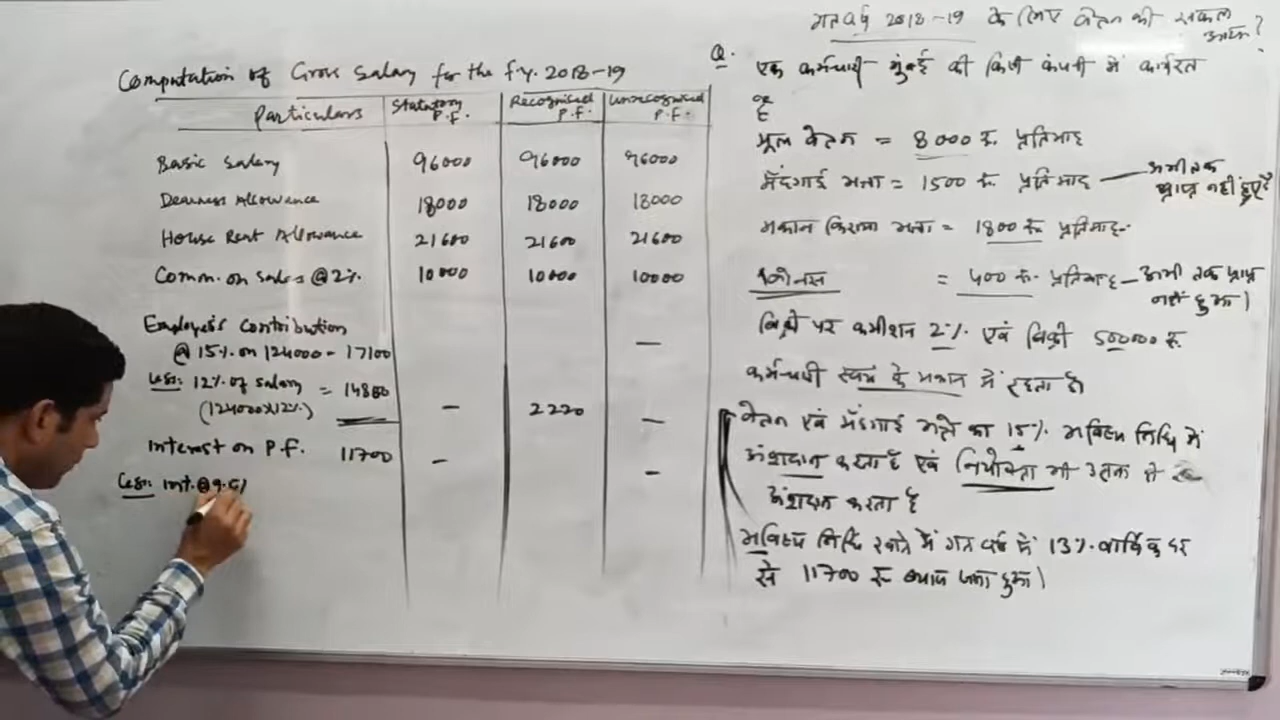 गत वर्ष 2018-19 के लिए वेतन की सकल
आय?
Computation of Gross Salary for the f.y. 2018-19
Particulars Statutory P.F. Recognised P.F. Unrecognised P.F.
Basic Salary 96000 96000 96000
Dearness Allowance 18000 18000 18000
House Rent Allowance 21600 21600 21600
Comm. on Sales @ 2% 10000 10000 10000
Employer's contribution
@ 15% on 124000 - 17100 —
Less: 12% of salary = 14880
(124000x12%) — 2220 —
Interest on P.F. 11700 — —
Less: Int. @ 9.5%
Q. एक कर्मचारी मुंबई की किसी कंपनी में कार्यरत
है
मूल वेतन = 8000 रु. प्रतिमाह
मँहगाई भत्ता = 1500 रु. प्रतिमाह — अभी तक
प्राप्त नहीं हुए है
मकान किराया भत्ता = 1800 रु प्रतिमाह.
बोनस = 400 रु. प्रतिमाह - अभी तक प्राप्त
नहीं हुआ।
बिक्री पर कमीशन 2% एवं बिक्री 500000 रु.
कर्मचारी स्वयं के मकान में रहता है।
वेतन एवं मँहगाई भत्ते का 15% भविष्य निधि में
अंशदान करता है एवं नियोक्ता भी उतना ही
अंशदान करता है
भविष्य निधि खाते में गत वर्ष में 13% वार्षिक दर
से 11700 रु ब्याज जमा हुआ।